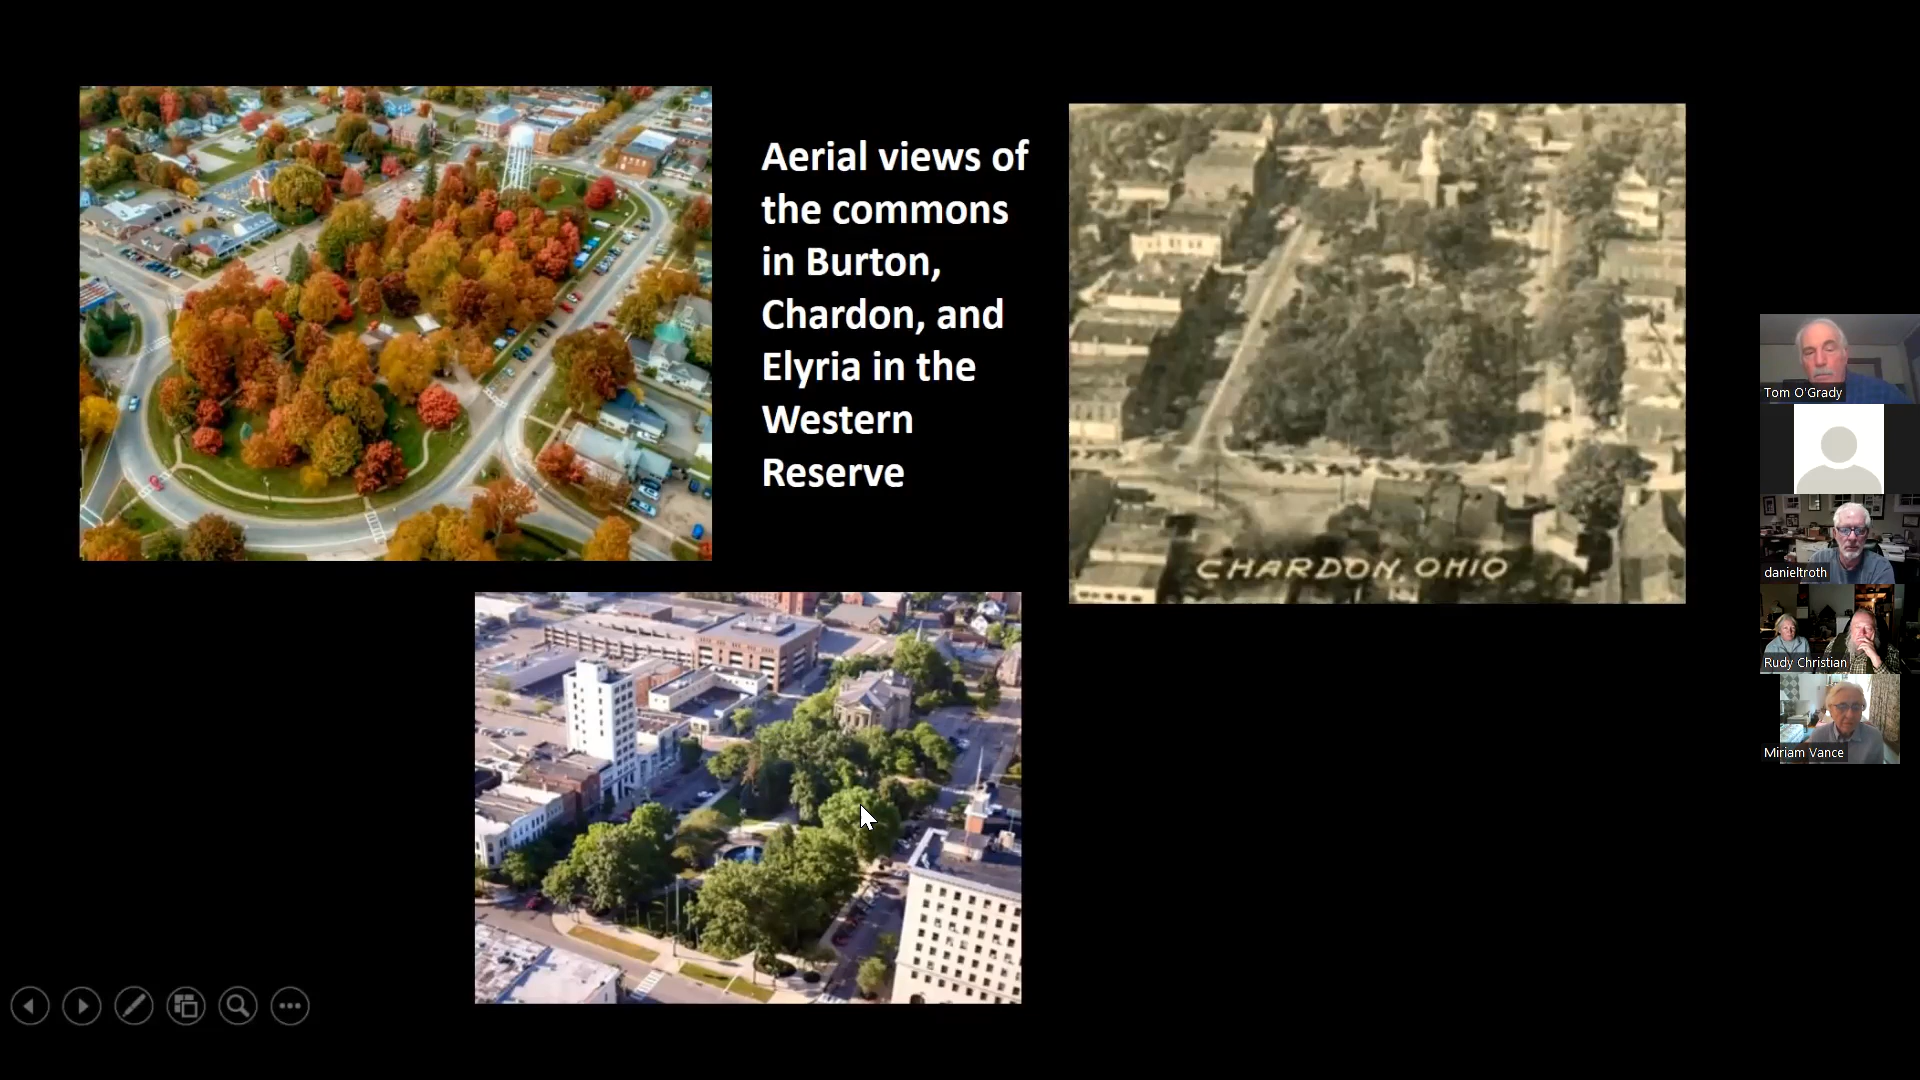 Aerial views of
the commons
in Burton,
Chardon, and
Elyria in the
Western
Reserve
CHARDON, OHIO
Tom O'Grady
danieltroth
Rudy Christian
Miriam Vance